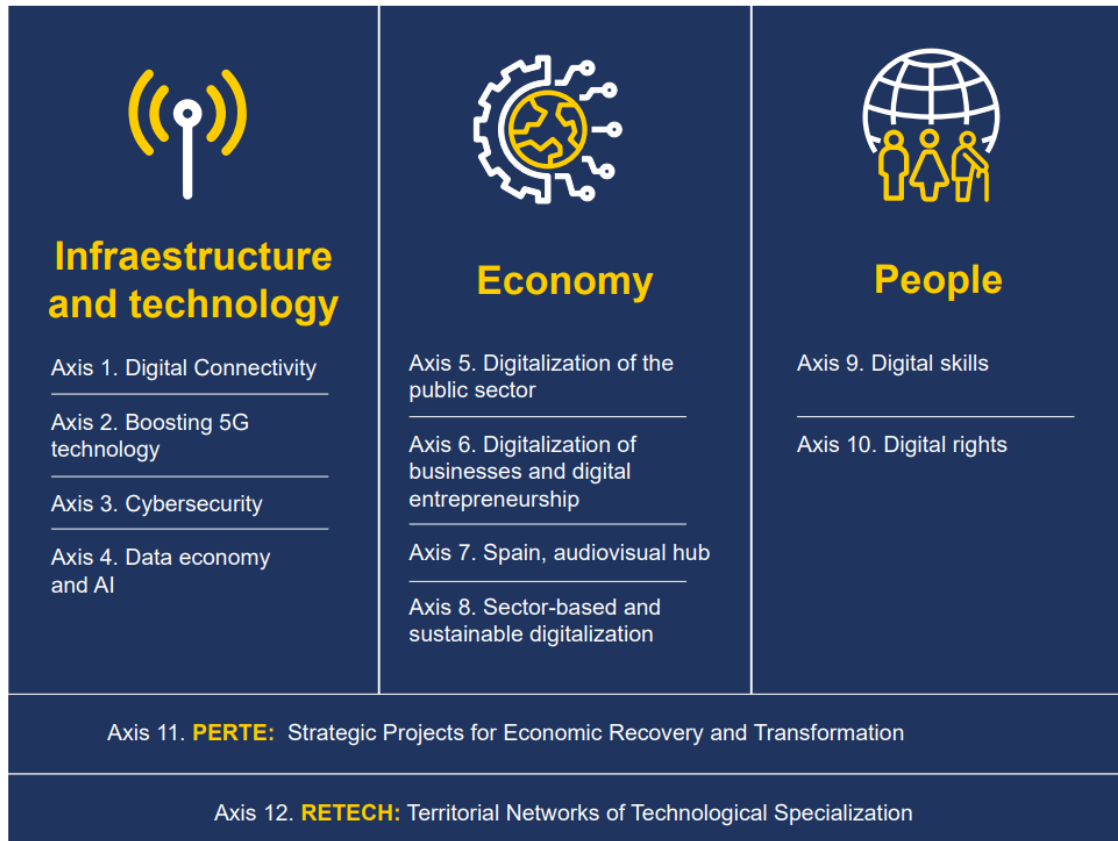 Infraestructure
and technology
Axis 1. Digital Connectivity
Axis 2. Boosting 5G
technology
Axis 3. Cybersecurity
Axis 4. Data economy
and AI
Economy
Axis 5. Digitalization of the
public sector
Axis 6. Digitalization of
businesses and digital
entrepreneurship
Axis 7. Spain, audiovisual hub
Axis 8. Sector-based and
sustainable digitalization
People
Axis 9. Digital skills
Axis 10. Digital rights
Axis 11. PERTE: Strategic Projects for Economic Recovery and Transformation
Axis 12. RETECH: Territorial Networks of Technological Specialization